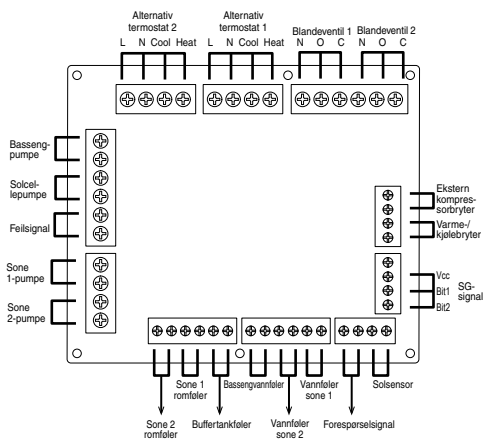 Alternativ
termostat 2
Alternativ
termostat 1
Blandeventil 1
Blandeventil 2
L N Cool Heat
L N Cool Heat
N O C
N O C
Basseng-
pumpe
Solcel-
lepumpe
Feilsignal
Sone
1-pumpe
Sone
2-pumpe
Ekstern
kompres-
sorbryter
Varme-/
kjølebryter
Vcc
Bit1
Bit2
SG-
signal
Sone 1
romføler
Bassengvannføler
Vannføler
sone 1
Solsensor
Sone 2
romføler
Buffertankføler
Vannføler
sone 2
Forespørselsignal